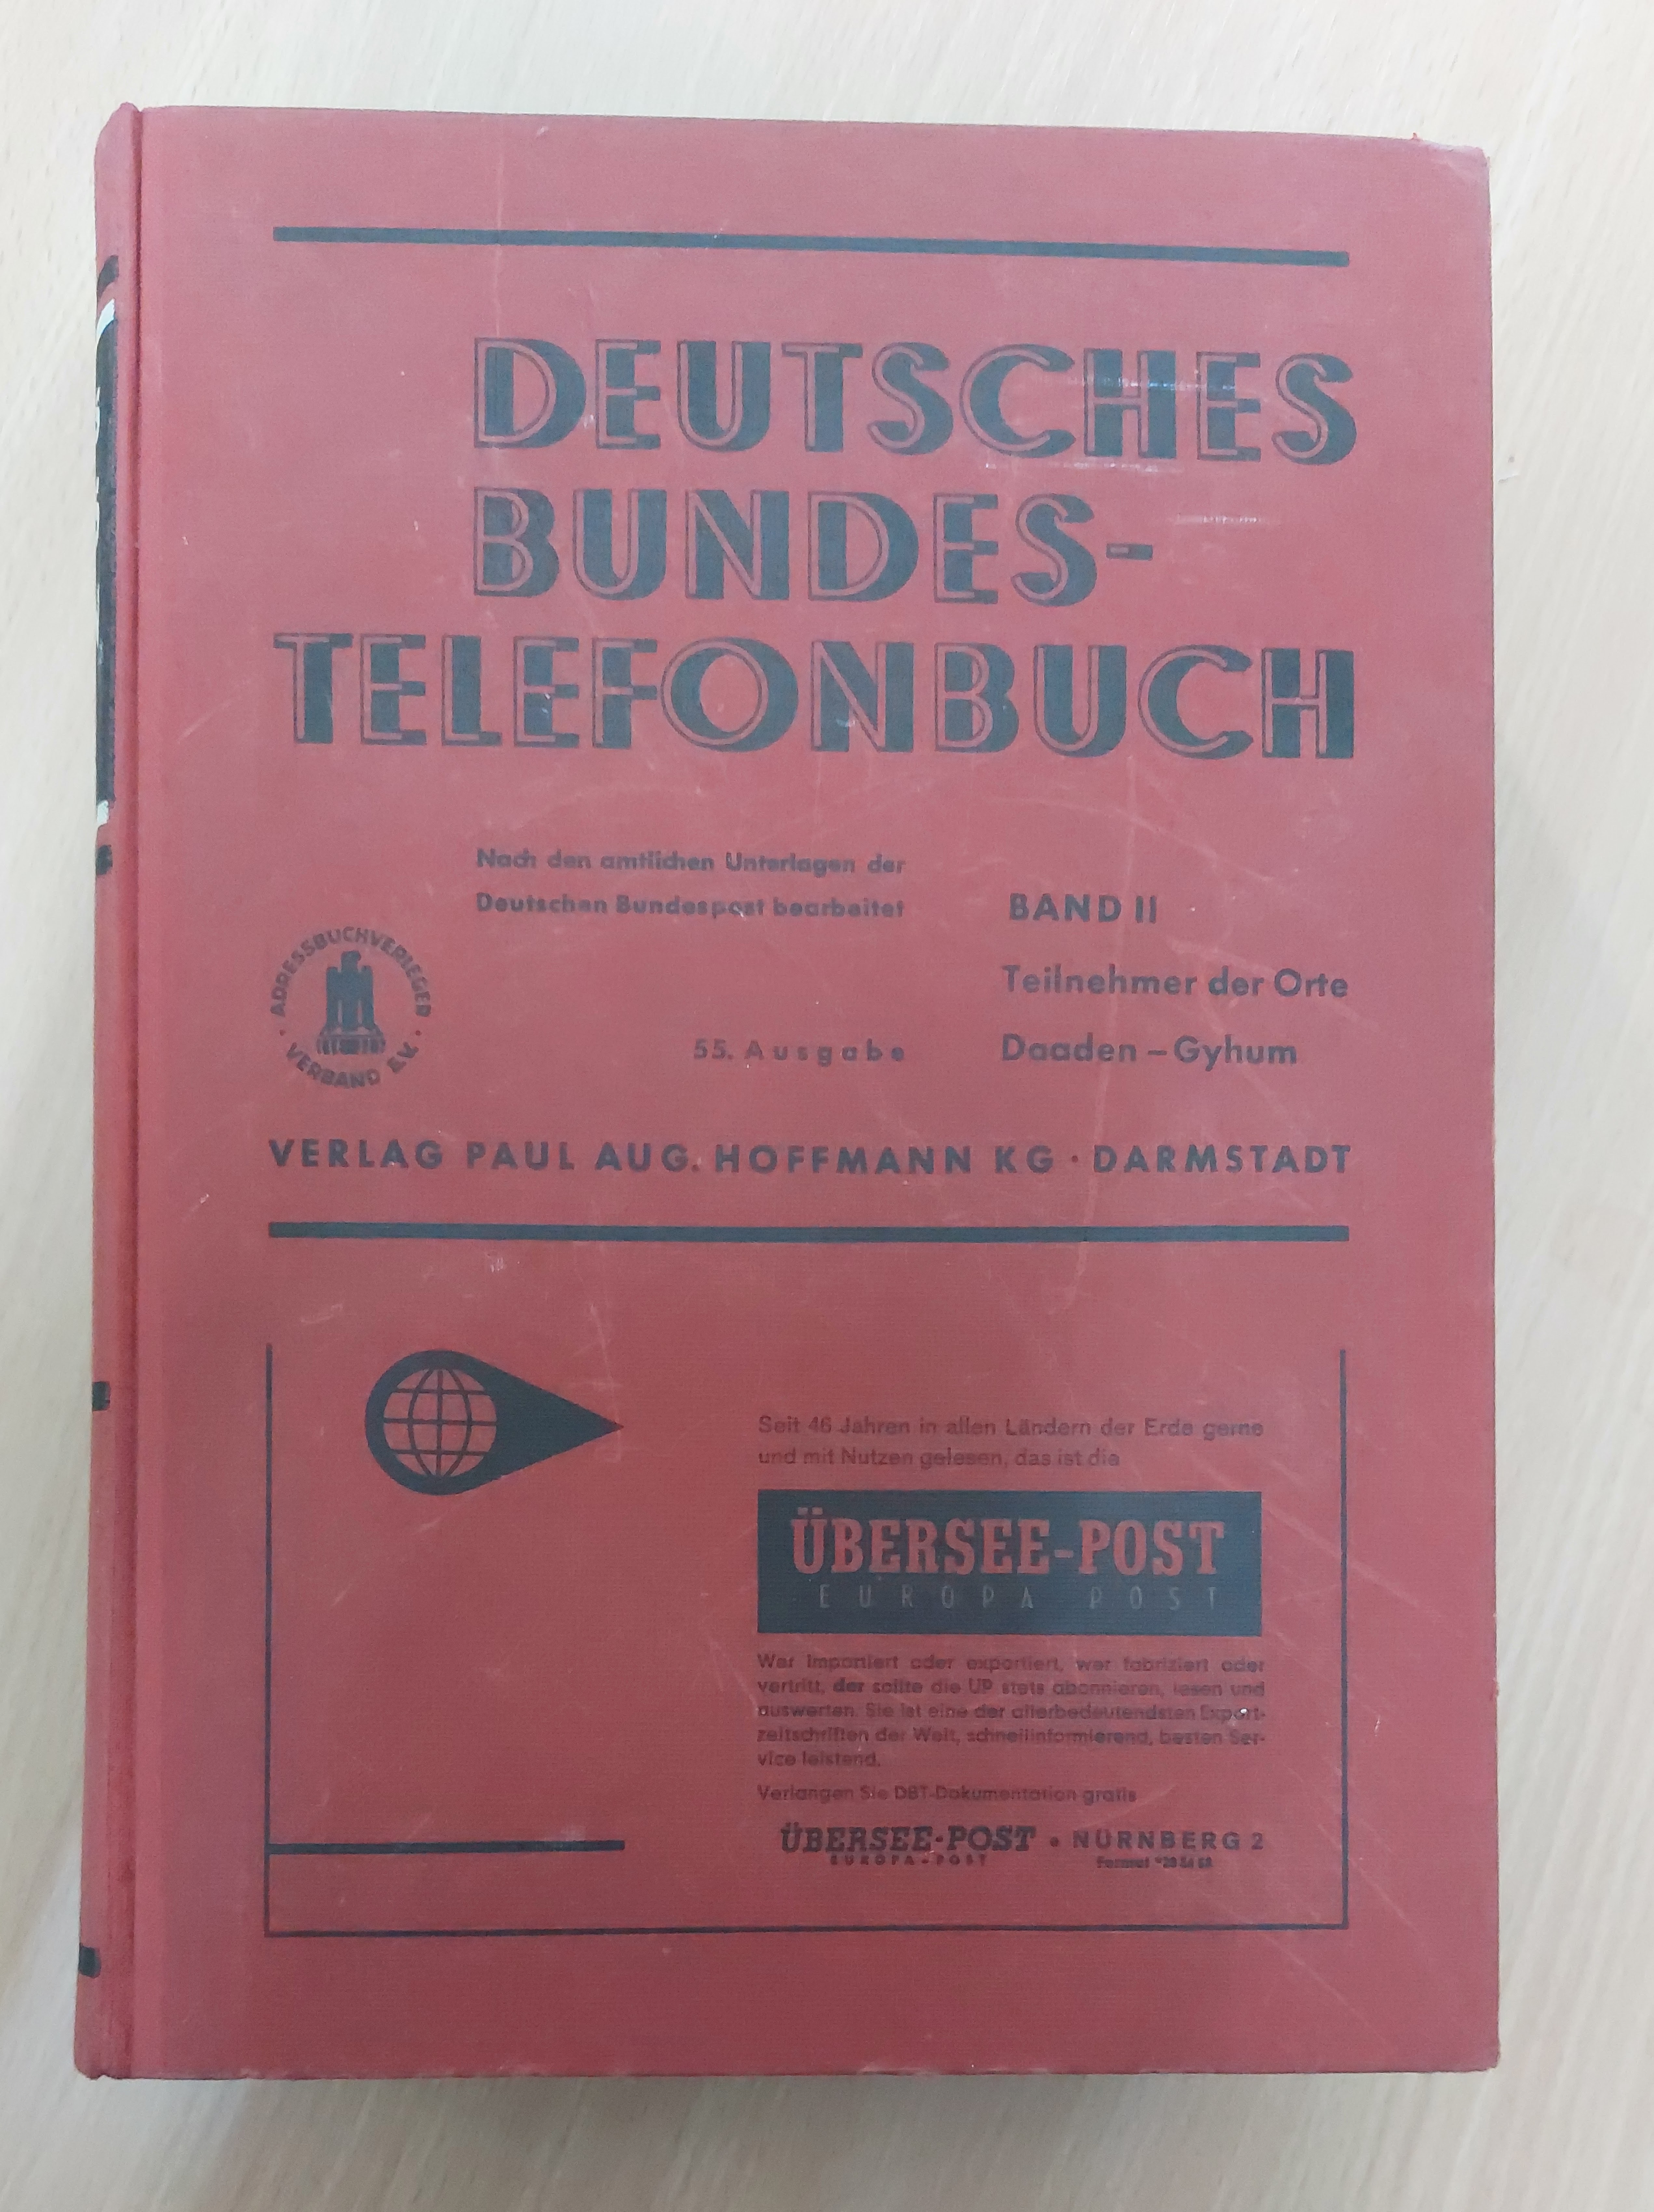 DEUTSCHES
BUNDES-
TELEFONBUCH
Nach den amtlichen Unterlagen der
Deutschen Bundespost bearbeitet
BAND II
Teilnehmer der Orte
Daaden – Gyhum
55. Ausgabe
· ADRESSBUCHVERLEGER ·
VERBAND E.V.
VERLAG PAUL AUG. HOFFMANN KG · DARMSTADT
Seit 46 Jahren in allen Ländern der Erde gerne
und mit Nutzen gelesen, das ist die
ÜBERSEE-POST
EUROPA POST
Wer importiert oder exportiert, wer fabriziert oder
vertritt, der sollte die UP stets abonnieren, lesen und
auswerten. Sie ist eine der allerbedeutendsten Export-
zeitschriften der Welt, schnellinformierend, besten Ser-
vice leistend.
Verlangen Sie DBT-Dokumentation gratis
ÜBERSEE-POST • NÜRNBERG 2
EUROPA-POST